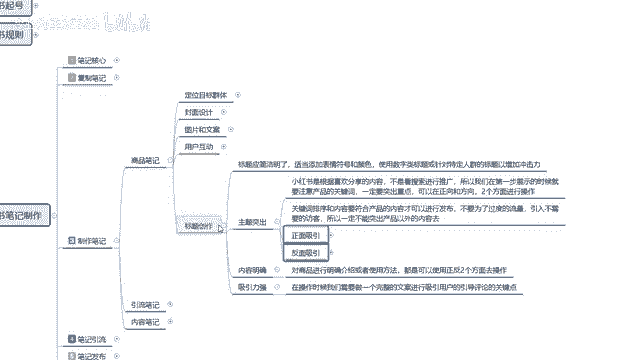 书起号
书规则
笔记核心
复制笔记
定位目标群体
封面设计
图片和文案
用户互动
商品笔记
标题应简洁明了，适当添加表情符号和颜色，使用数字类标题或针对特定人群的标题以增加冲击力
小红书是根据喜欢分享的内容，不是看搜索进行推广，所以我们在第一步展示的时候就
要注意产品的关键词，一定要突出重点，可以在正向和方向，2个方面进行操作
关键词排序和内容要符合产品的内容才可以进行发布，不要为了过度的流量，引入不需
要的访客，所以一定不能突出产品以外的内容去
书笔记制作
标题创作
主题突出
正面吸引
反面吸引
制作笔记
内容明确
对商品进行明确介绍或者使用方法，都是可以使用正反2个方面去操作
吸引力强
在操作时候我们需要做一个完整的文案进行吸引用户的引导评论的关键点
引流笔记
内容笔记
笔记引流
笔记发布